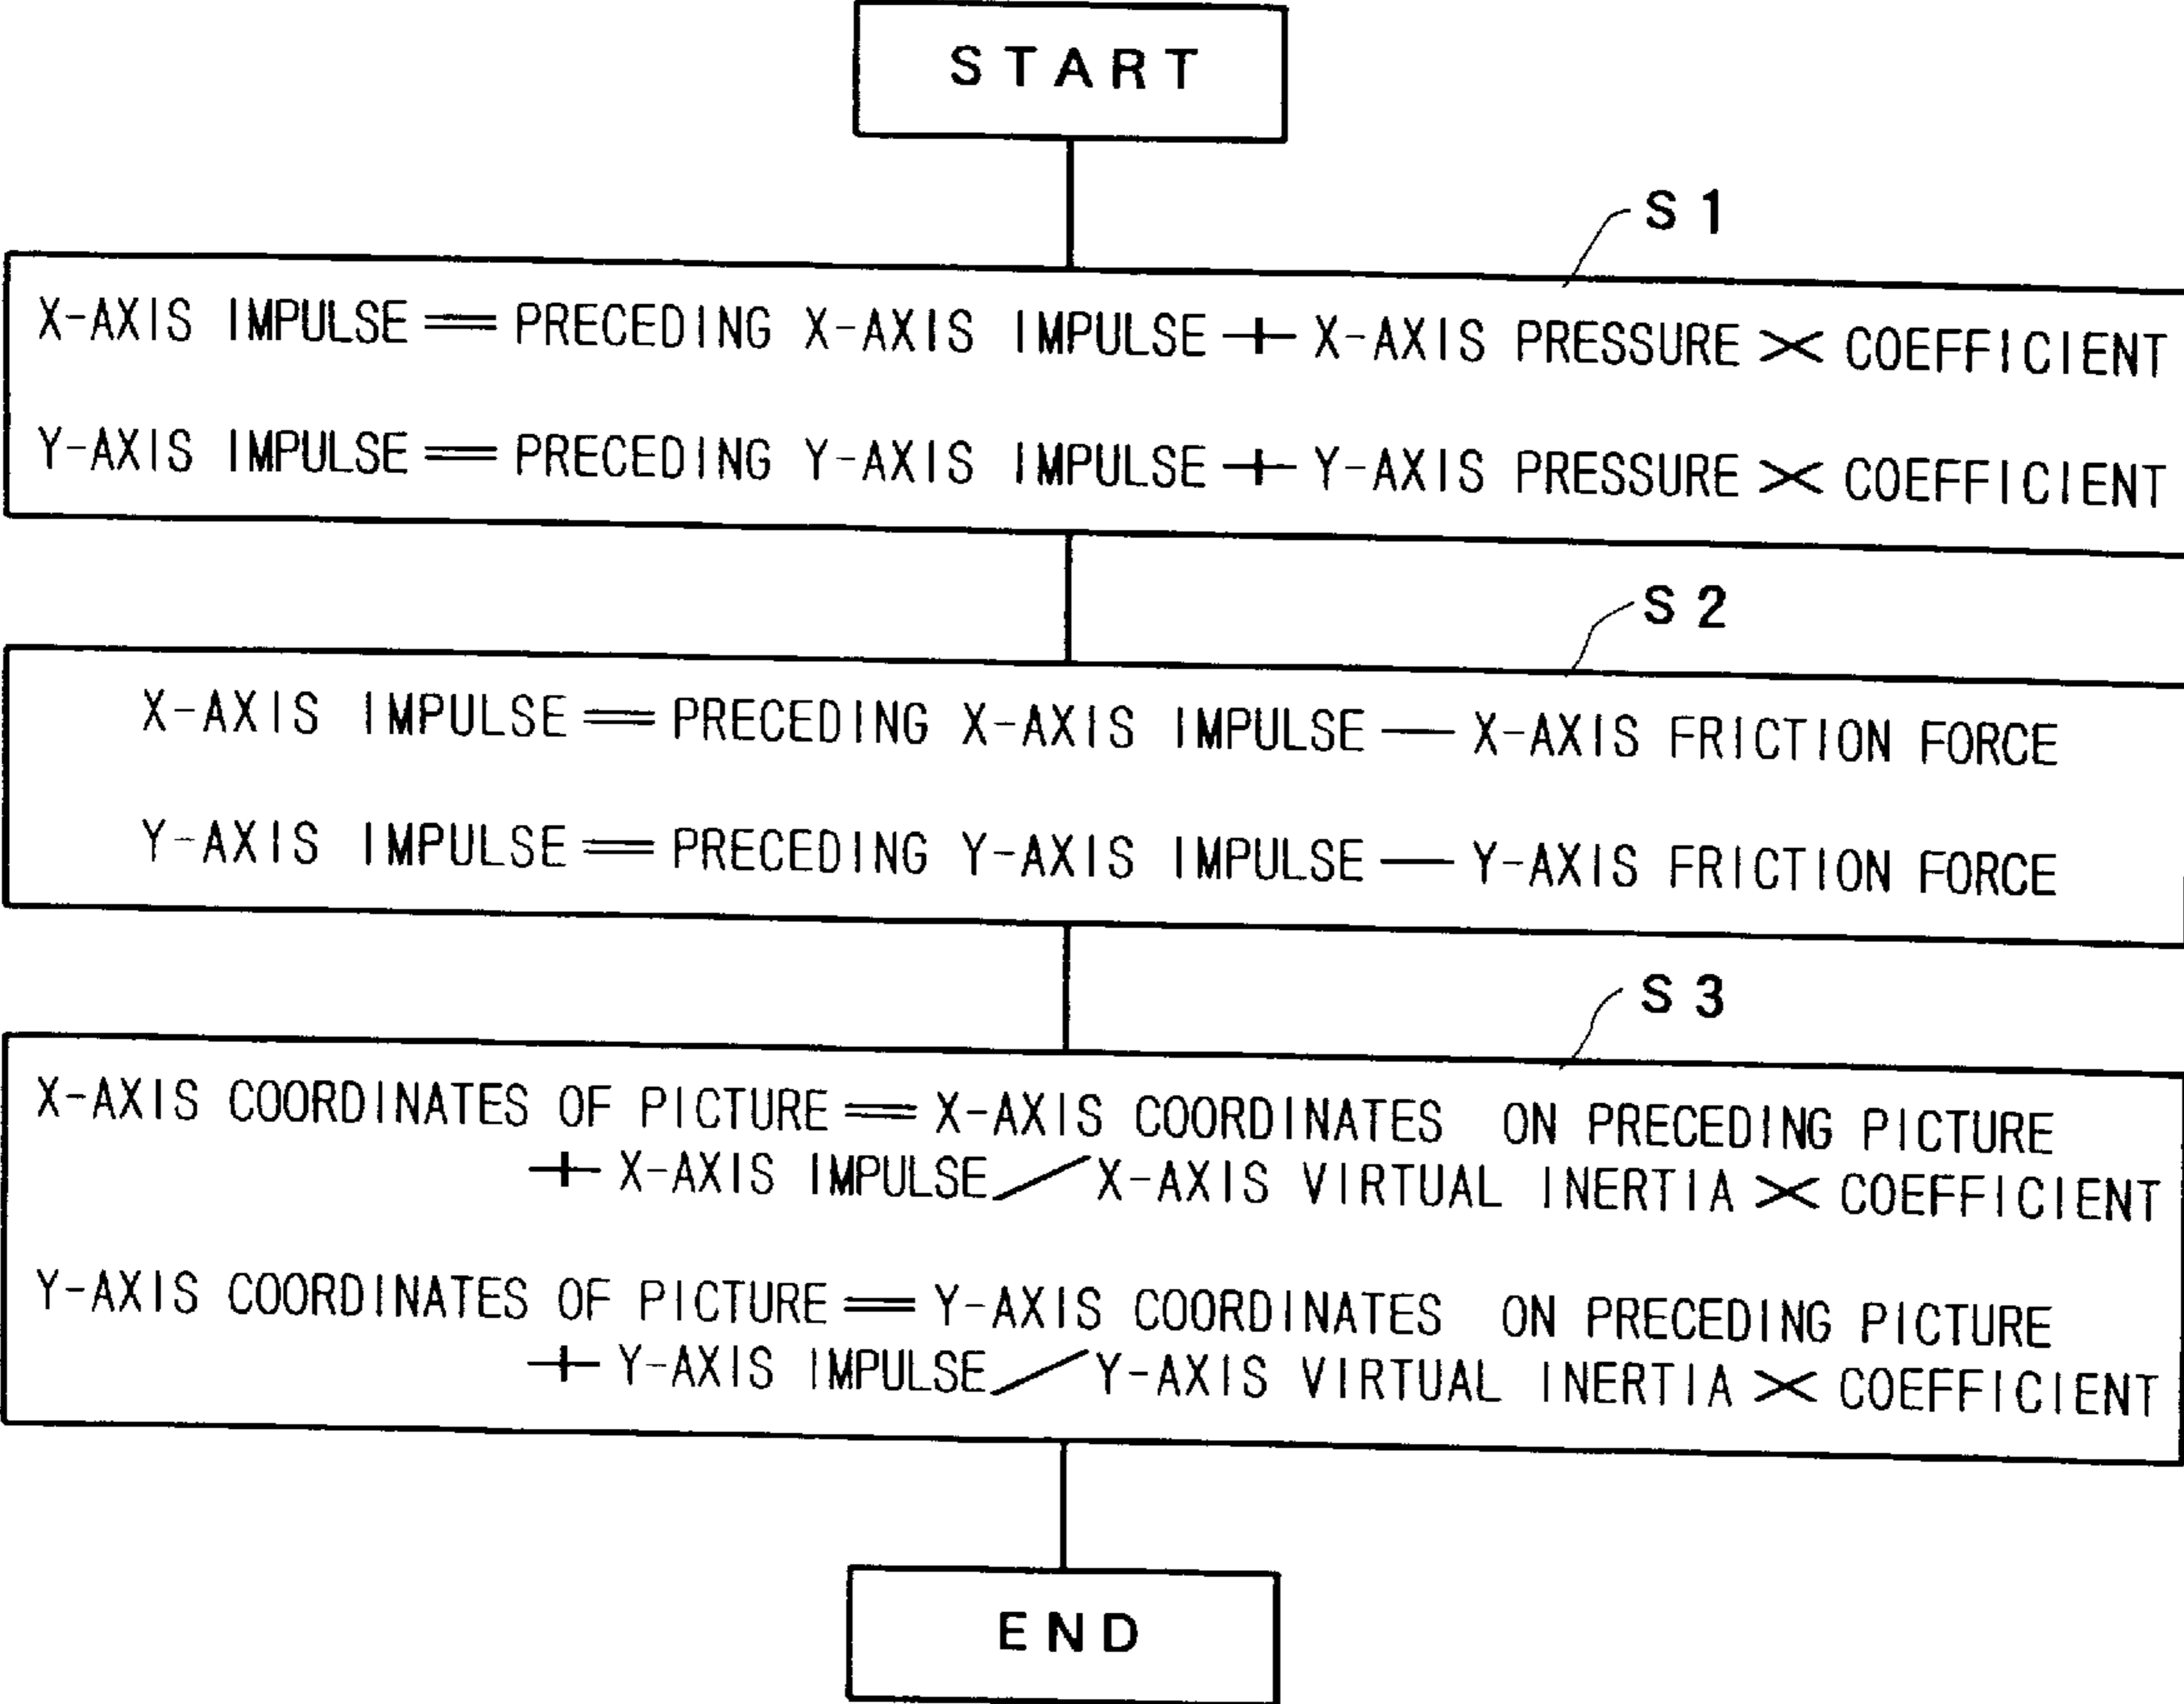 START
S1
X-AXIS IMPULSE = PRECEDING X-AXIS IMPULSE + X-AXIS PRESSURE × COEFFICIENT
Y-AXIS IMPULSE = PRECEDING Y-AXIS IMPULSE + Y-AXIS PRESSURE × COEFFICIENT
S2
X-AXIS IMPULSE = PRECEDING X-AXIS IMPULSE − X-AXIS FRICTION FORCE
Y-AXIS IMPULSE = PRECEDING Y-AXIS IMPULSE − Y-AXIS FRICTION FORCE
S3
X-AXIS COORDINATES OF PICTURE = X-AXIS COORDINATES ON PRECEDING PICTURE
+ X-AXIS IMPULSE / X-AXIS VIRTUAL INERTIA × COEFFICIENT
Y-AXIS COORDINATES OF PICTURE = Y-AXIS COORDINATES ON PRECEDING PICTURE
+ Y-AXIS IMPULSE / Y-AXIS VIRTUAL INERTIA × COEFFICIENT
END